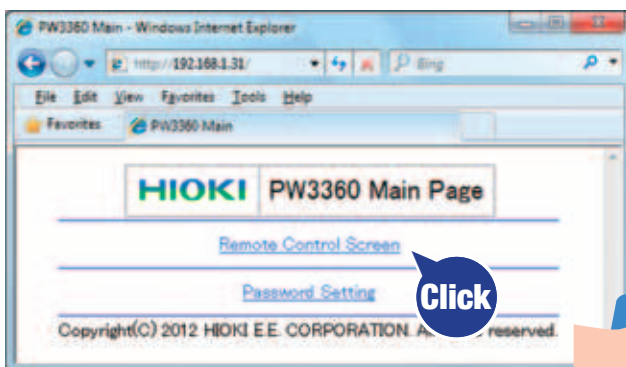 PW3360 Main - Windows Internet Explorer
http://192.168.1.31/
Bing
File Edit View Favorites Tools Help
Favorites
PW3360 Main
HIOKI PW3360 Main Page
Remote Control Screen
Password Setting
Click
Copyright(C) 2012 HIOKI E.E. CORPORATION. A reserved.